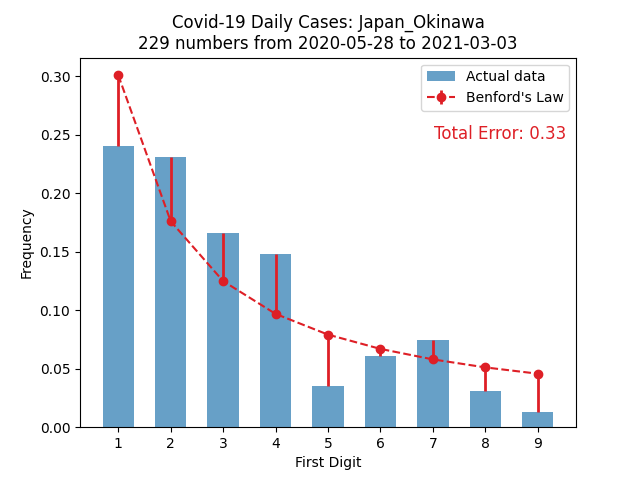 Covid-19 Daily Cases: Japan_Okinawa
229 numbers from 2020-05-28 to 2021-03-03
Actual data
Benford's Law
Total Error: 0.33
Frequency
0.30
0.25
0.20
0.15
0.10
0.05
0.00
1 2 3 4 5 6 7 8 9
First Digit